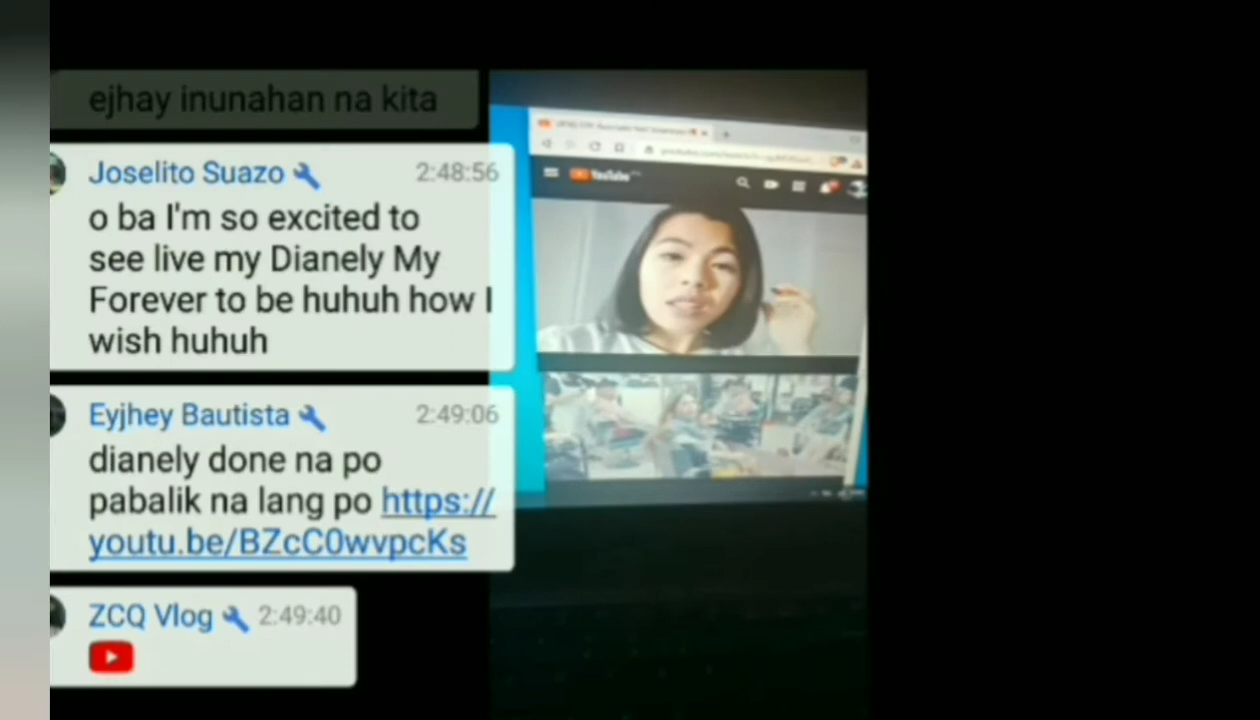 ejhay inunahan na kita
Joselito Suazo 2:48:56
o ba I'm so excited to
see live my Dianely My
Forever to be huhuh how I
wish huhuh
Eyjhey Bautista 2:49:06
dianely done na po
pabalik na lang po https://
youtu.be/BZcC0wvpcKs
ZCQ Vlog 2:49:40
YouTube